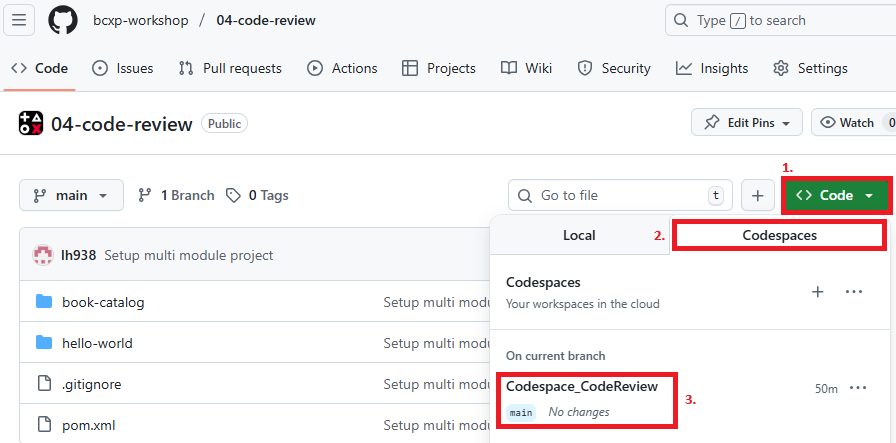 bcxp-workshop / 04-code-review
Type / to search
Code Issues Pull requests Actions Projects Wiki Security Insights Settings
04-code-review Public
Edit Pins Watch 0
1.
main 1 Branch 0 Tags
Go to file t + Code
Local 2. Codespaces
lh938 Setup multi module project
Codespaces
Your workspaces in the cloud
book-catalog Setup multi modu
hello-world Setup multi modu
On current branch
.gitignore Setup multi modu
Codespace_CodeReview 50m
3.
main No changes
pom.xml Setup multi modu